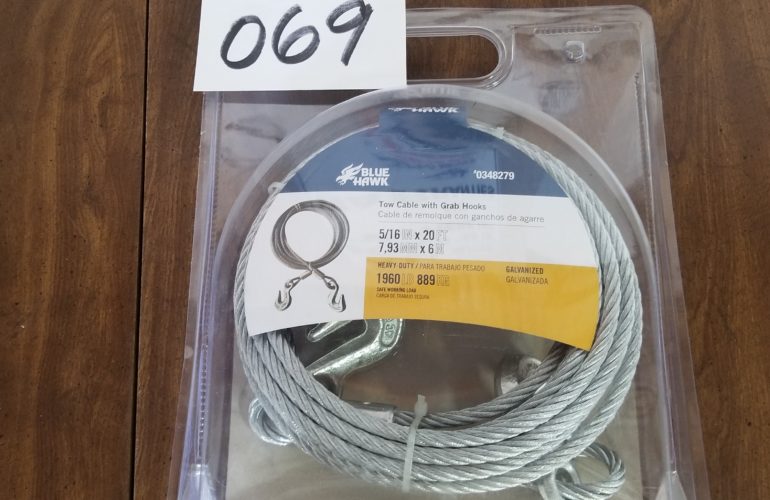 069
HAWK
BLUE
HAWK
#0348279
Tow Cable with Grab Hooks
Cable de remolque con ganchos de agarre
5/16 IN x 20 FT
7,93 MM x 6 M
HEAVY DUTY / PARA TRABAJO PESADO
1960 LB 889 KG
SAFE WORKING LOAD
CARGA DE TRABAJO SEGURA
GALVANIZED
GALVANIZADA